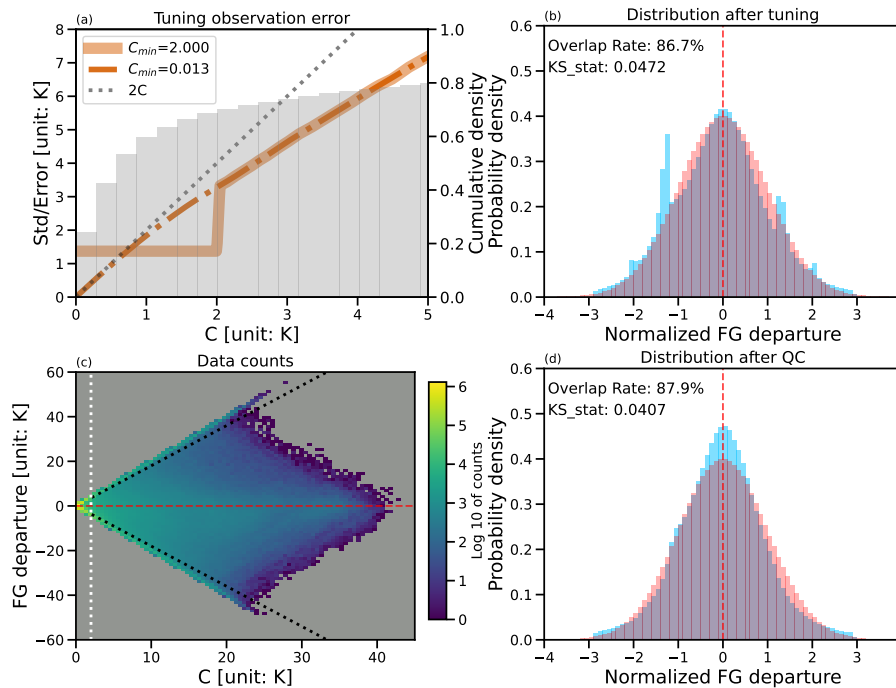 (a)
Tuning observation error
C_min=2.000
C_min=0.013
2C
8
7
6
5
4
3
2
1
0
Std/Error [unit: K]
1.0
0.8
0.6
0.4
0.2
0.0
Cumulative density
0 1 2 3 4 5
C [unit: K]
(b)
Distribution after tuning
Overlap Rate: 86.7%
KS_stat: 0.0472
0.6
0.5
0.4
0.3
0.2
0.1
0.0
Probability density
−4 −3 −2 −1 0 1 2 3
Normalized FG departure
(c)
Data counts
60
40
20
0
−20
−40
−60
FG departure [unit: K]
0 10 20 30 40
C [unit: K]
6
5
4
3
2
1
0
Log 10 of counts
(d)
Distribution after QC
Overlap Rate: 87.9%
KS_stat: 0.0407
0.6
0.5
0.4
0.3
0.2
0.1
0.0
Probability density
−4 −3 −2 −1 0 1 2 3
Normalized FG departure